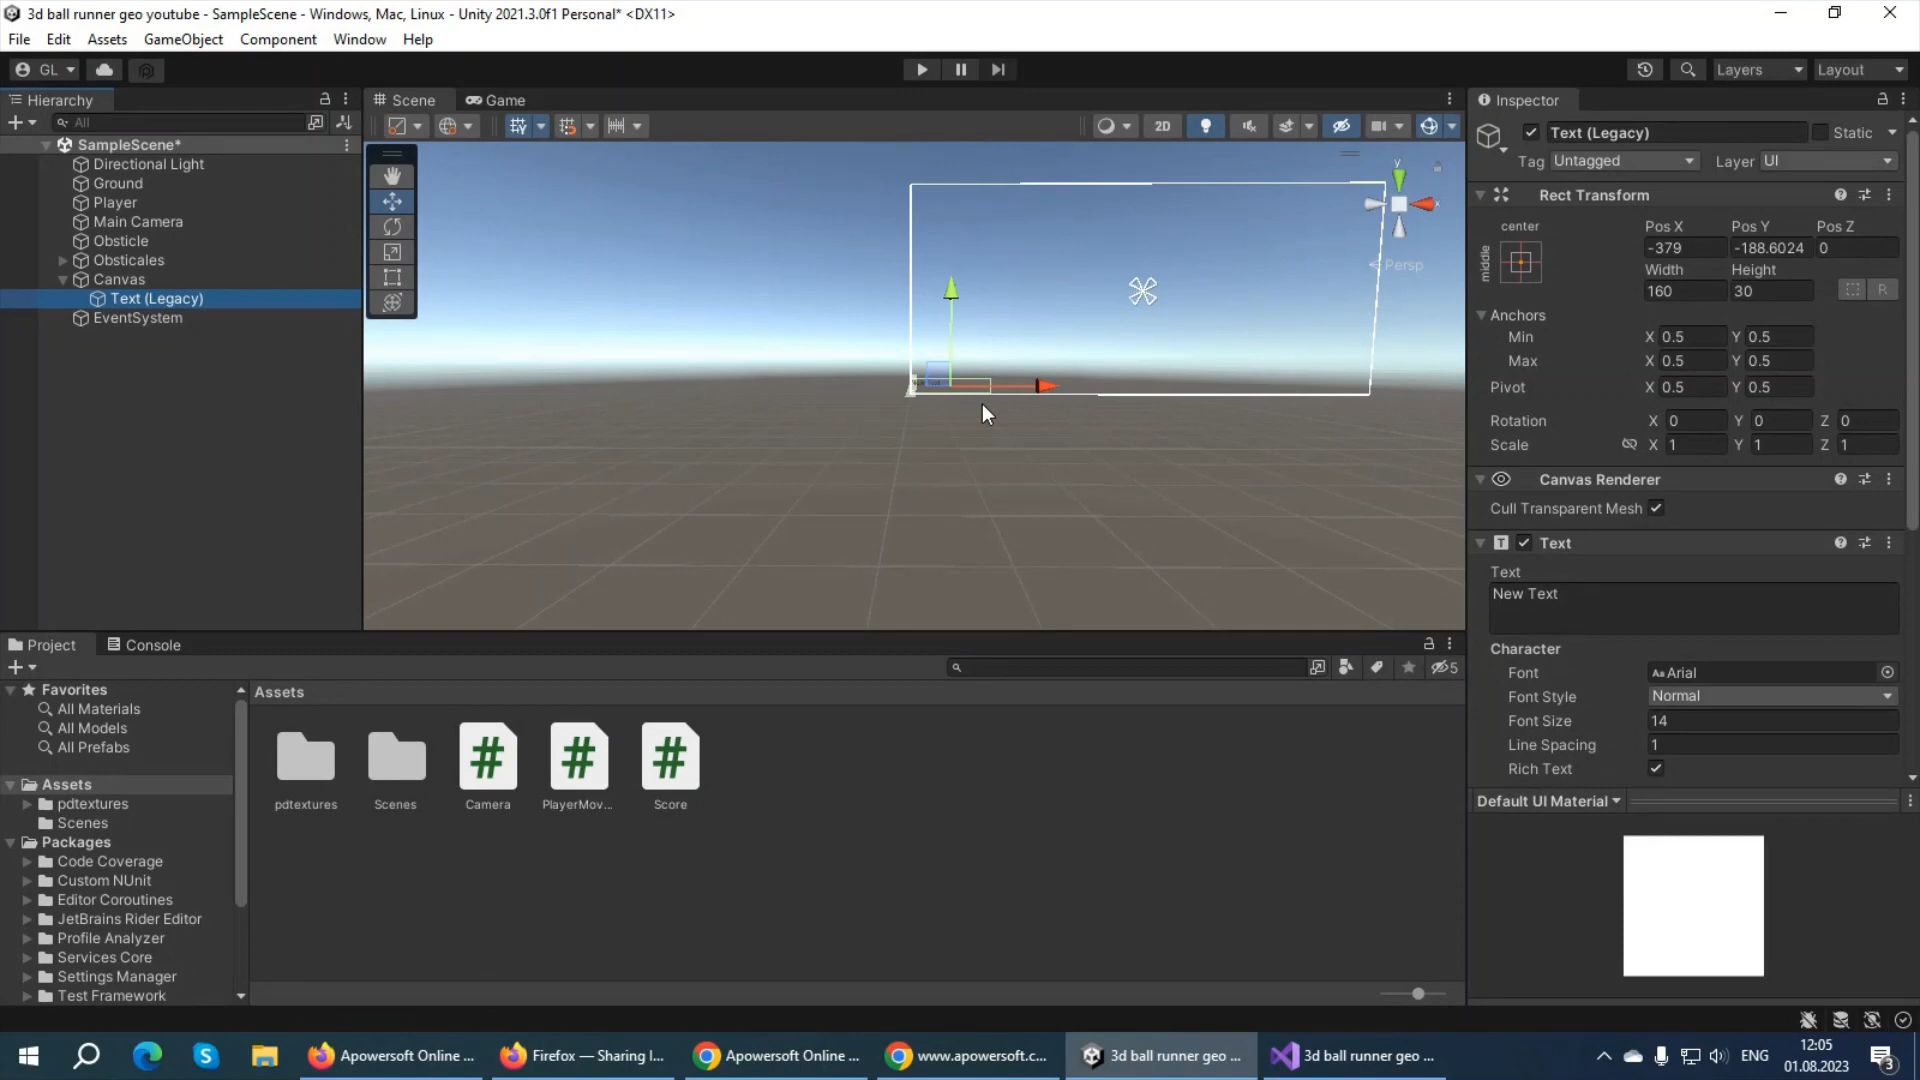 3d ball runner geo youtube - SampleScene - Windows, Mac, Linux - Unity 2021.3.0f1 Personal* <DX11>
File Edit Assets GameObject Component Window Help
GL
Layers Layout
Hierarchy
All
SampleScene*
Directional Light
Ground
Player
Main Camera
Obsticle
Obsticales
Canvas
Text (Legacy)
EventSystem
Scene Game
2D
y
x
Persp
Inspector
Text (Legacy) Static
Tag Untagged Layer UI
Rect Transform
center
middle
Pos X Pos Y Pos Z
-379 -188.6024 0
Width Height
160 30
R
Anchors
Min X 0.5 Y 0.5
Max X 0.5 Y 0.5
Pivot X 0.5 Y 0.5
Rotation X 0 Y 0 Z 0
Scale X 1 Y 1 Z 1
Canvas Renderer
Cull Transparent Mesh
T Text
Text
New Text
Character
Font Aa Arial
Font Style Normal
Font Size 14
Line Spacing 1
Rich Text
Default UI Material
Project Console
5
Favorites
All Materials
All Models
All Prefabs
Assets
pdtextures
Scenes
Packages
Code Coverage
Custom NUnit
Editor Coroutines
JetBrains Rider Editor
Profile Analyzer
Services Core
Settings Manager
Test Framework
Assets
# # #
pdtextures Scenes Camera PlayerMov... Score
Apowersoft Online ...
Firefox — Sharing I...
Apowersoft Online ...
www.apowersoft.c...
3d ball runner geo ...
3d ball runner geo ...
ENG
12:05
01.08.2023
3